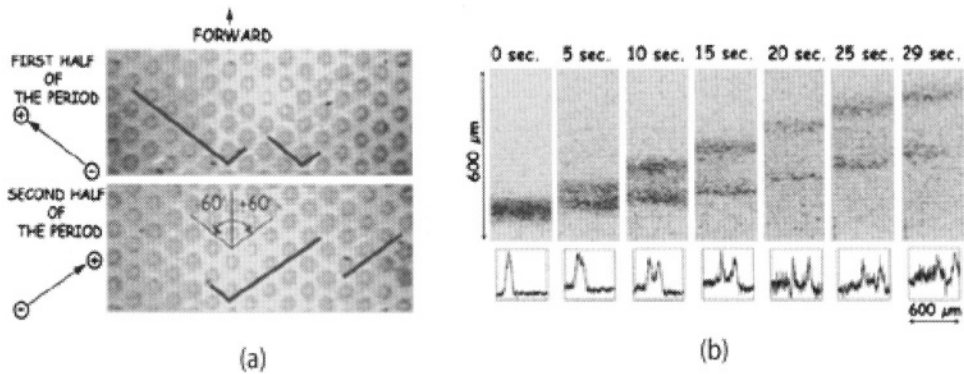 FORWARD
FIRST HALF
OF
THE PERIOD
+
-
SECOND HALF
OF
THE PERIOD
+
-
60 +60
(a)
0 sec. 5 sec. 10 sec. 15 sec. 20 sec. 25 sec. 29 sec.
600 µm
600 µm
(b)